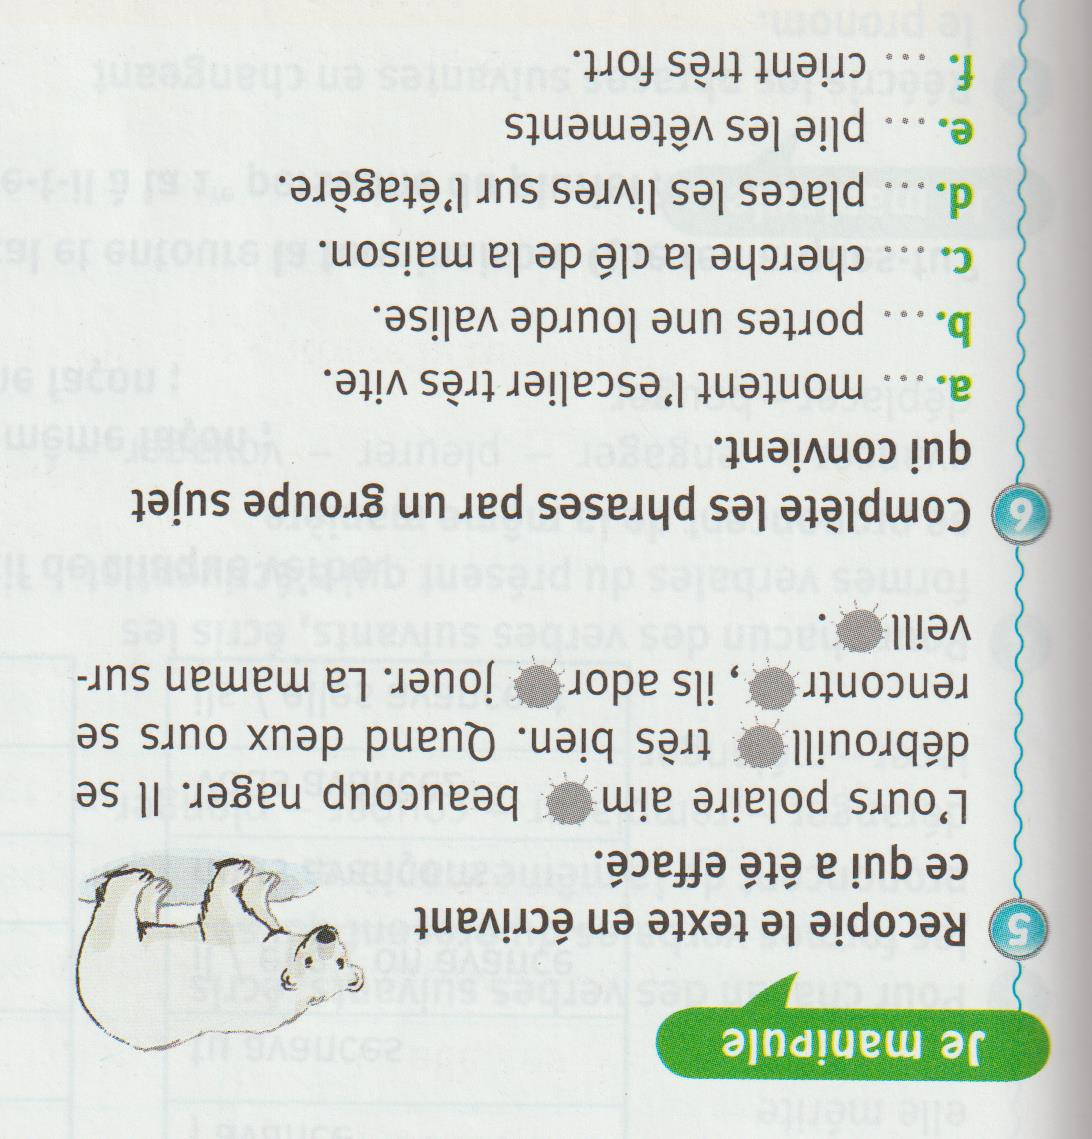 Je manipule
5 Recopie le texte en écrivant
ce qui a été effacé.
L'ours polaire aim beaucoup nager. Il se
débrouill très bien. Quand deux ours se
rencontr , ils ador jouer. La maman sur-
veill .
6 Complète les phrases par un groupe sujet
qui convient.
a. ... montent l'escalier très vite.
b. ... portes une lourde valise.
c. ... cherche la clé de la maison.
d. ... places les livres sur l'étagère.
e. ... plie les vêtements
f. ... crient très fort.